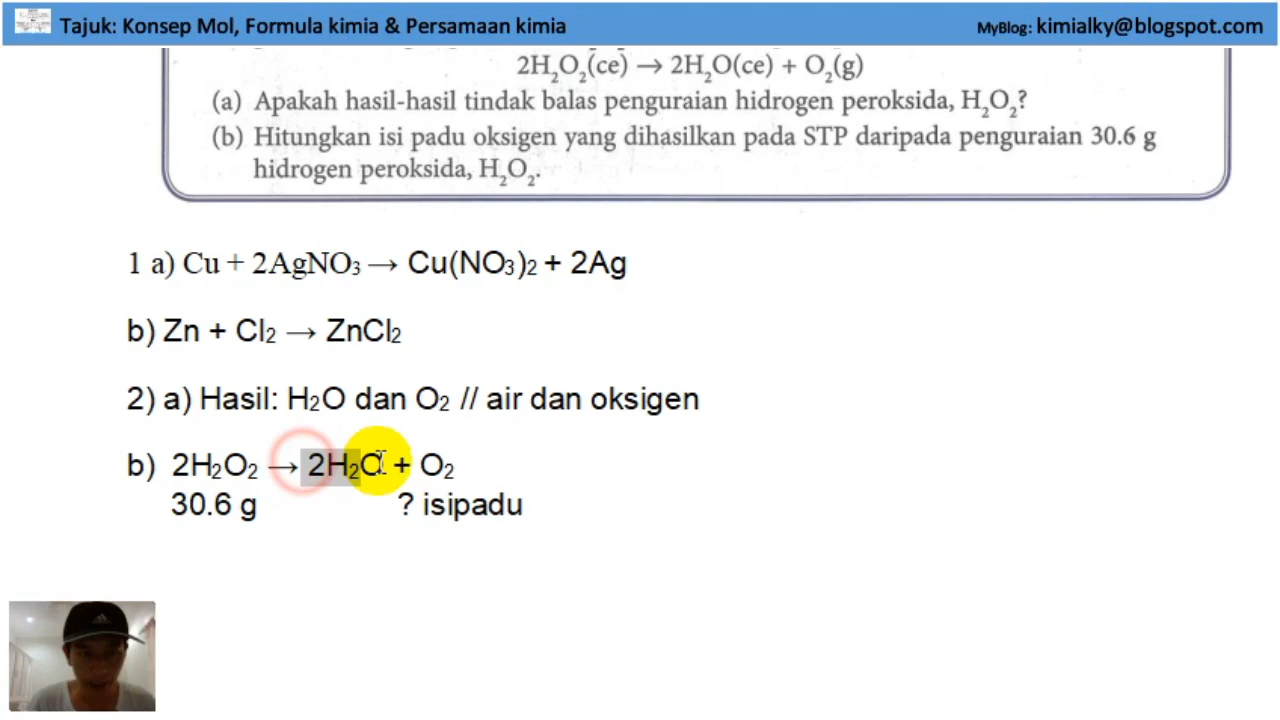 Tajuk: Konsep Mol, Formula kimia & Persamaan kimia
MyBlog: kimialky@blogspot.com
2H₂O₂(ce) → 2H₂O(ce) + O₂(g)
(a) Apakah hasil-hasil tindak balas penguraian hidrogen peroksida, H₂O₂?
(b) Hitungkan isi padu oksigen yang dihasilkan pada STP daripada penguraian 30.6 g
hidrogen peroksida, H₂O₂.
1 a) Cu + 2AgNO₃ → Cu(NO₃)₂ + 2Ag
b) Zn + Cl₂ → ZnCl₂
2) a) Hasil: H₂O dan O₂ // air dan oksigen
b) 2H₂O₂ → 2H₂O + O₂
30.6 g ? isipadu